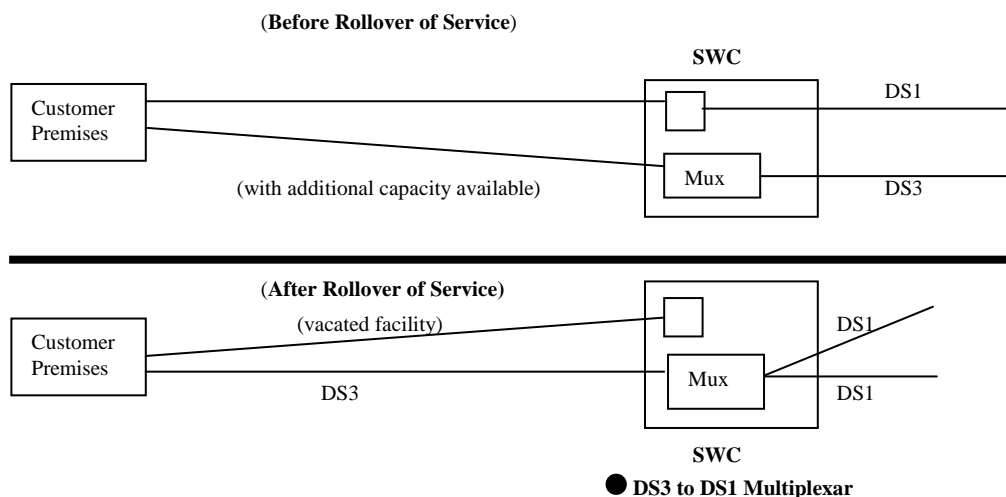 (Before Rollover of Service)
SWC
Customer
Premises
DS1
Mux
(with additional capacity available)
DS3
(After Rollover of Service)
(vacated facility)
DS1
Customer
Premises
Mux
DS3
DS1
SWC
DS3 to DS1 Multiplexar